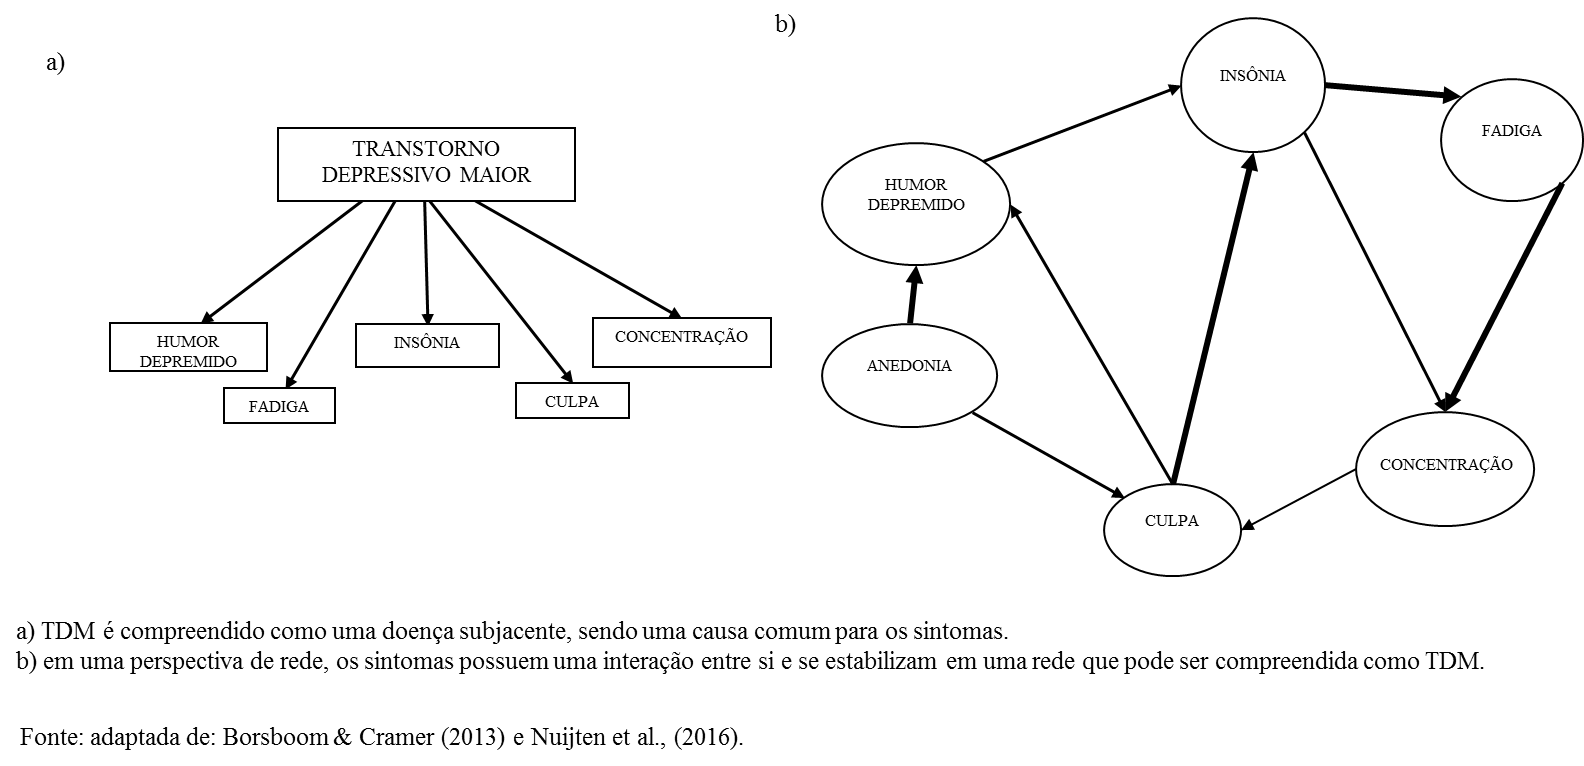 a)
TRANSTORNO
DEPRESSIVO MAIOR
HUMOR
DEPREMIDO
FADIGA
INSÔNIA
CULPA
CONCENTRAÇÃO
b)
INSÔNIA
FADIGA
HUMOR
DEPREMIDO
ANEDONIA
CONCENTRAÇÃO
CULPA
a) TDM é compreendido como uma doença subjacente, sendo uma causa comum para os sintomas.
b) em uma perspectiva de rede, os sintomas possuem uma interação entre si e se estabilizam em uma rede que pode ser compreendida como TDM.
Fonte: adaptada de: Borsboom & Cramer (2013) e Nuijten et al., (2016).